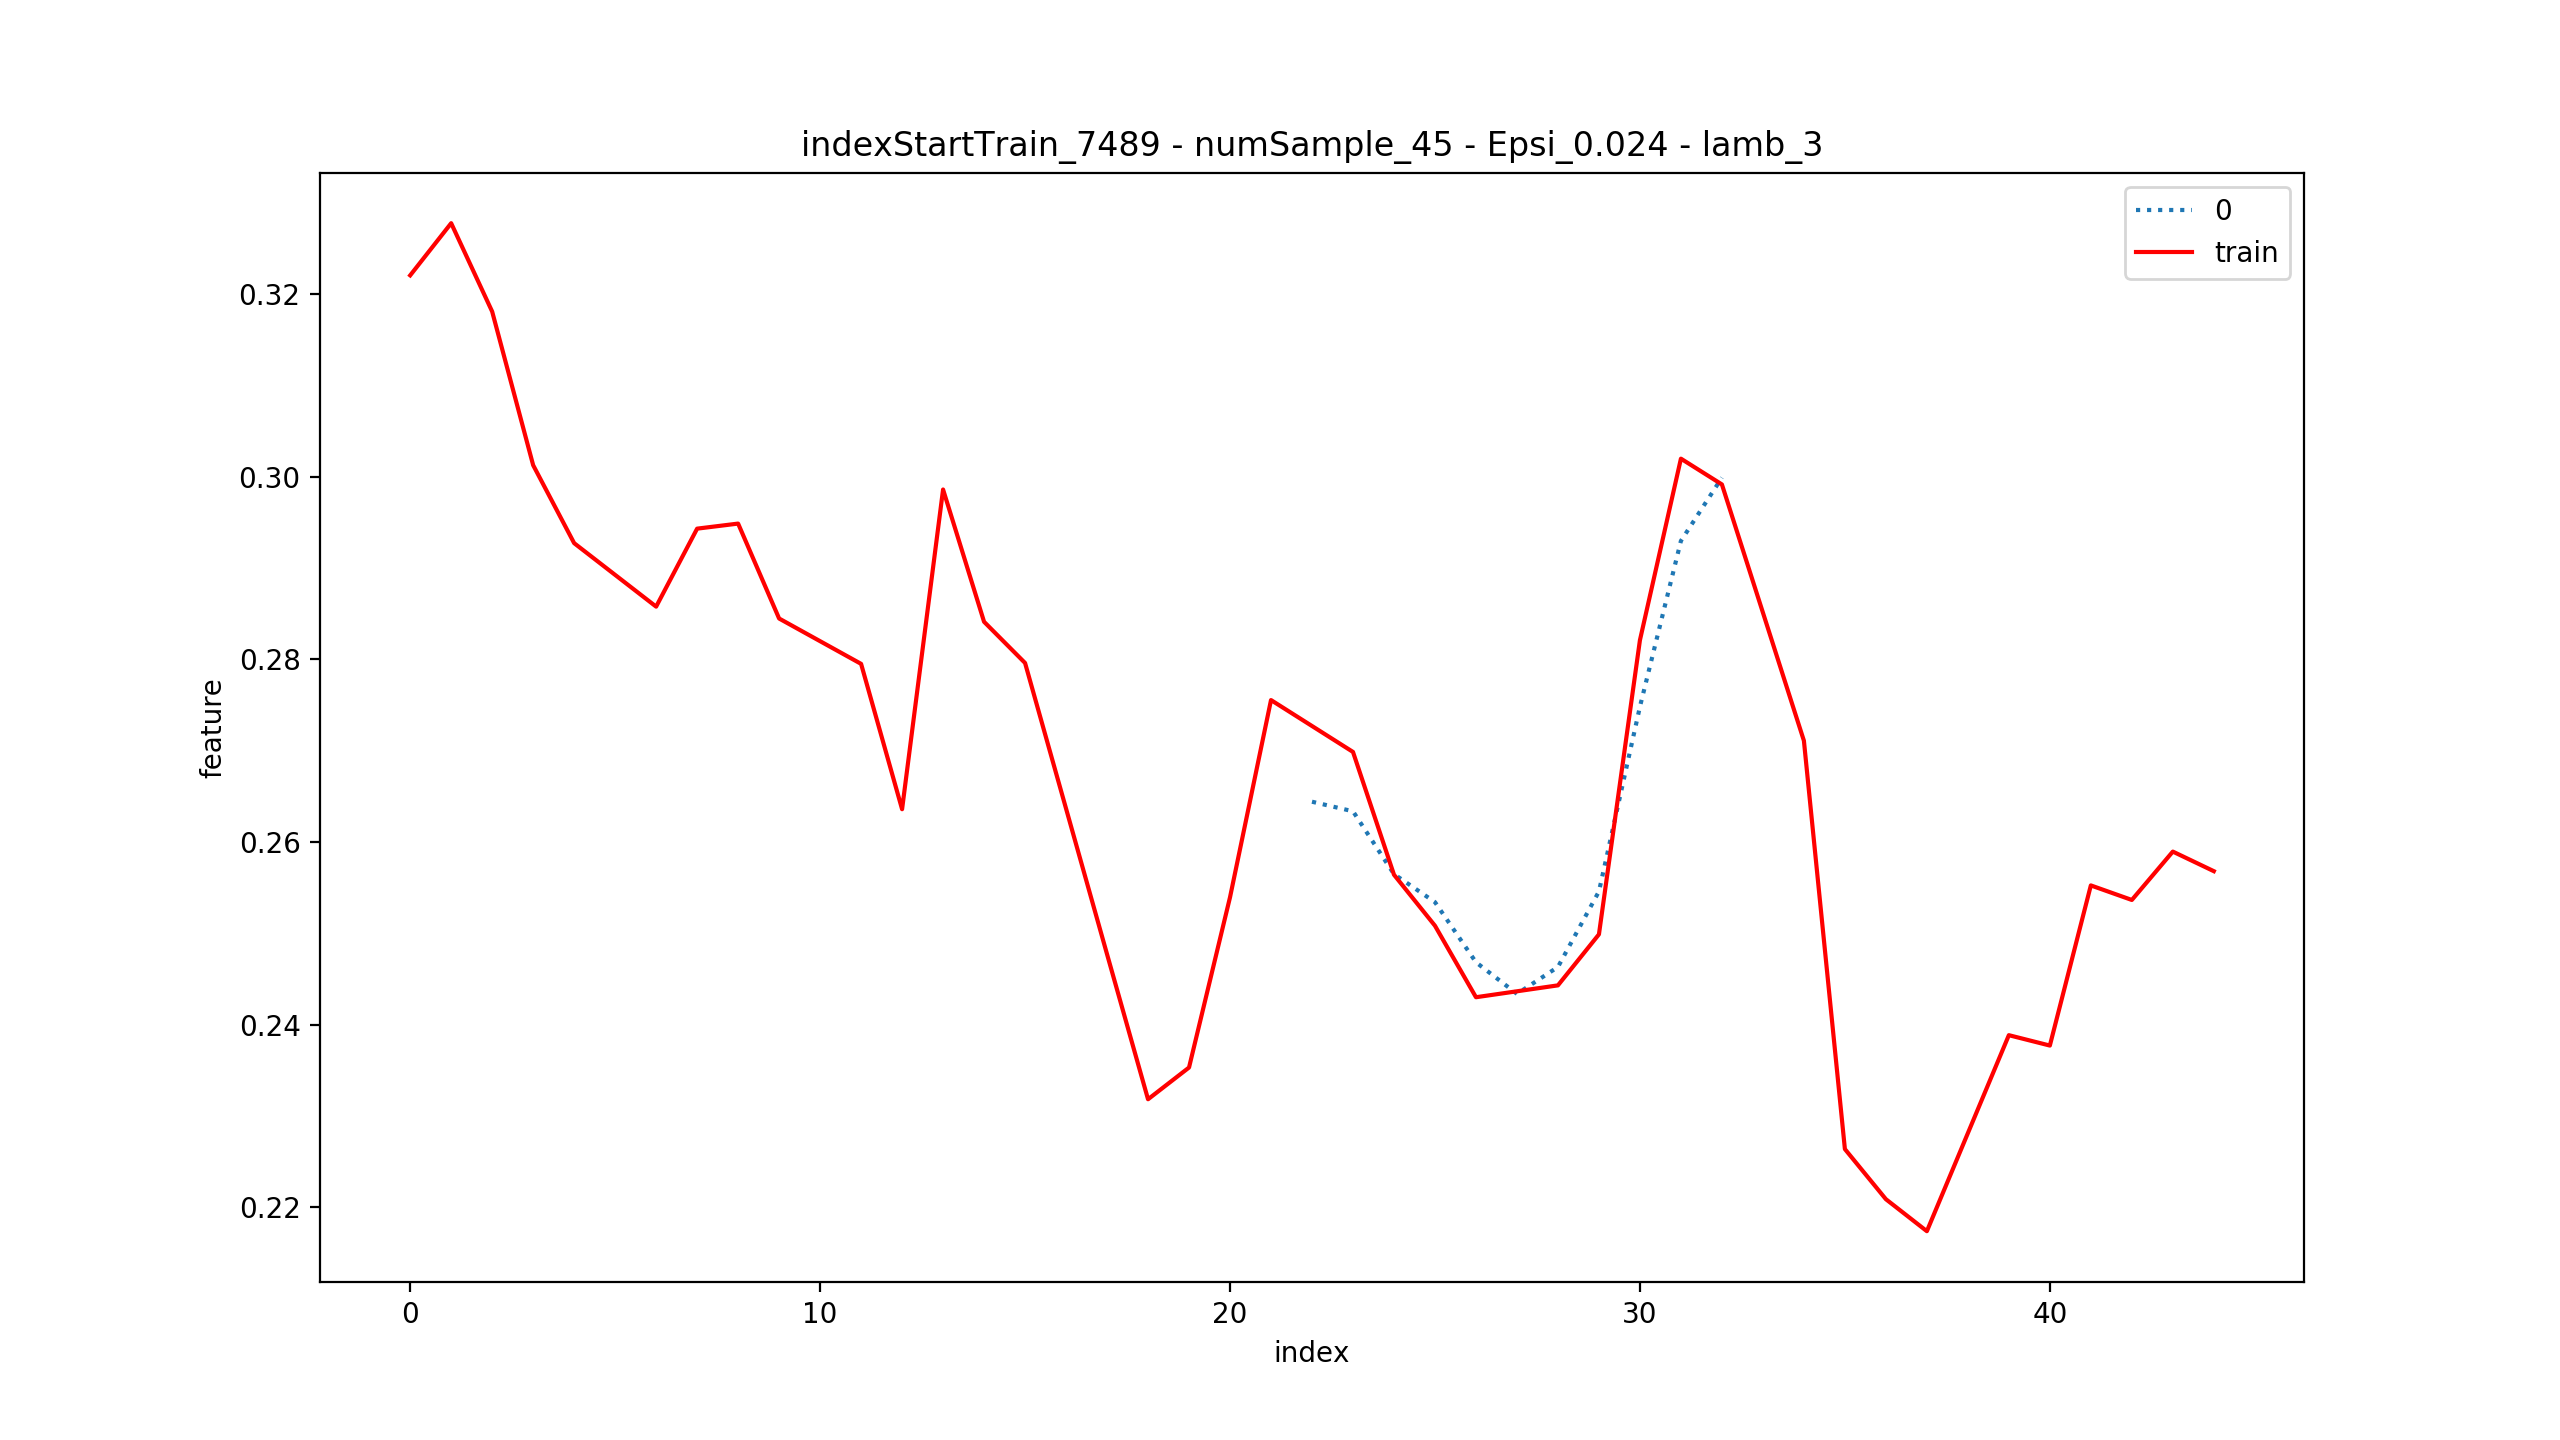 indexStartTrain_7489 - numSample_45 - Epsi_0.024 - lamb_3
0
train
0.32
0.30
0.28
0.26
0.24
0.22
feature
0 10 20 30 40
index